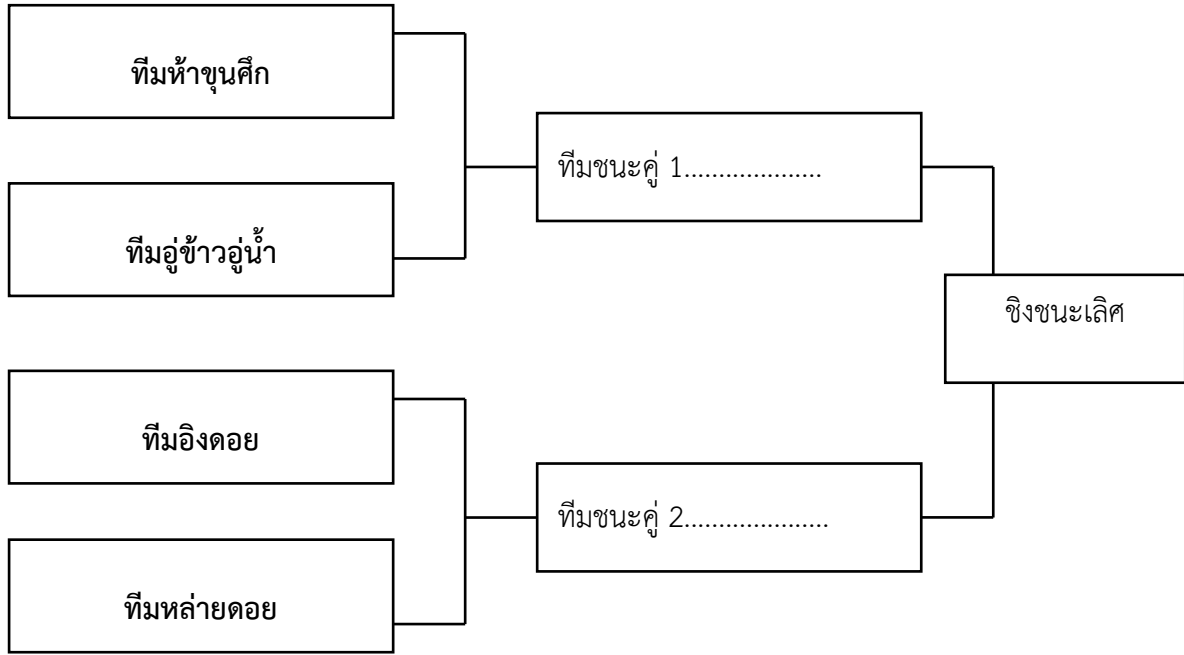 ทีมห้าขุนศึก
ทีมอู่ข้าวอู่น้ำ
ทีมอิงดอย
ทีมหล่ายดอย
ทีมชนะคู่ 1....................
ทีมชนะคู่ 2.....................
ชิงชนะเลิศ